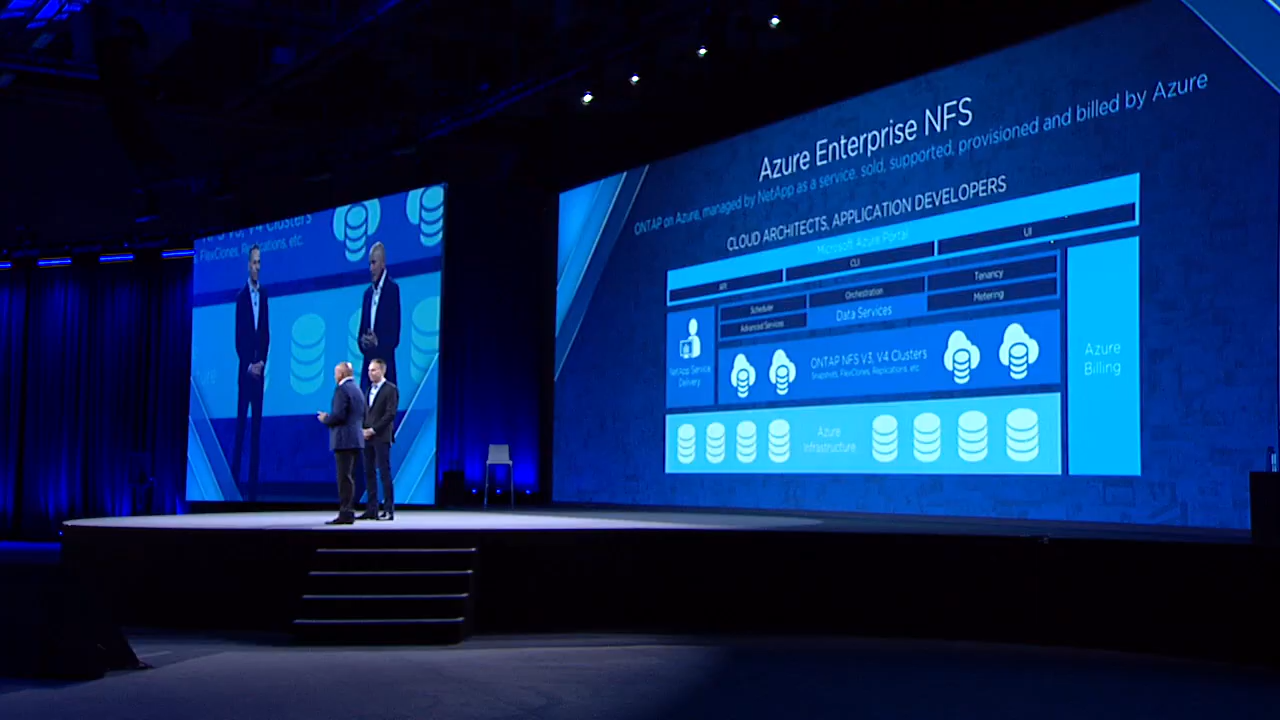 Azure Enterprise NFS
ONTAP on Azure, managed by NetApp as a service, sold, supported, provisioned and billed by Azure
CLOUD ARCHITECTS, APPLICATION DEVELOPERS
Microsoft Azure Portal
API
CLI
UI
Scheduler
Orchestration
Tenancy
Advanced Services
Data Services
Metering
NetApp Service
Delivery
ONTAP NFS V3, V4 Clusters
Snapshots, FlexClones, Replications, etc.
Azure
Billing
Azure
Infrastructure
V3, V4 Clusters
FlexClones, Replications, etc.